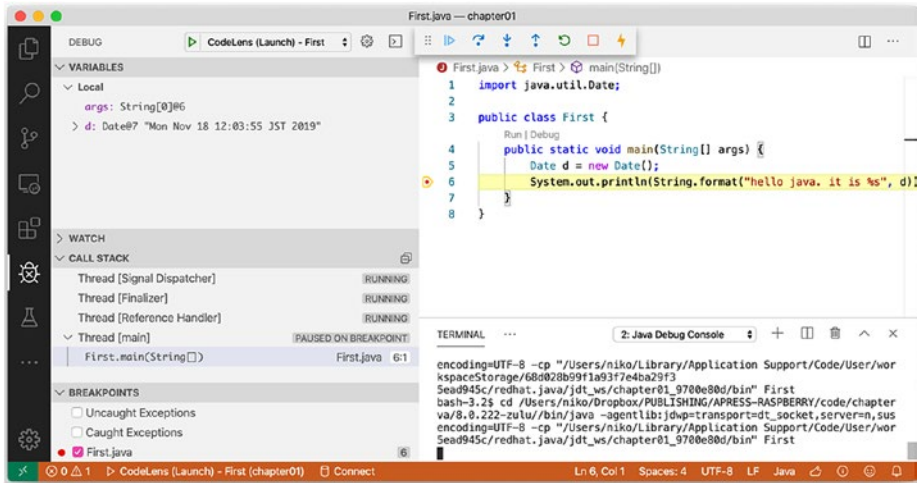 First.java — chapter01
DEBUG
CodeLens (Launch) - First
VARIABLES
Local
args: String[0]@6
d: Date@7 "Mon Nov 18 12:03:55 JST 2019"
WATCH
CALL STACK
Thread [Signal Dispatcher] RUNNING
Thread [Finalizer] RUNNING
Thread [Reference Handler] RUNNING
Thread [main] PAUSED ON BREAKPOINT
First.main(String[]) First.java 6:1
BREAKPOINTS
Uncaught Exceptions
Caught Exceptions
First.java 6
First.java > First > main(String[])
1 import java.util.Date;
2
3 public class First {
Run | Debug
4 public static void main(String[] args) {
5 Date d = new Date();
6 System.out.println(String.format("hello java. it is %s", d)
7 }
8 }
TERMINAL ··· 2: Java Debug Console
encoding=UTF-8 -cp "/Users/niko/Library/Application Support/Code/User/wor
kspaceStorage/68d028b99f1a93f7e4ba29f3
5ead945c/redhat.java/jdt_ws/chapter01_9700e80d/bin" First
bash-3.2$ cd /Users/niko/Dropbox/PUBLISHING/APRESS-RASPBERRY/code/chapter
va/8.0.222-zulu//bin/java -agentlib:jdwp=transport=dt_socket,server=n,sus
encoding=UTF-8 -cp "/Users/niko/Library/Application Support/Code/User/wor
5ead945c/redhat.java/jdt_ws/chapter01_9700e80d/bin" First
0 1 CodeLens (Launch) - First (chapter01) Connect Ln 6, Col 1 Spaces: 4 UTF-8 LF Java